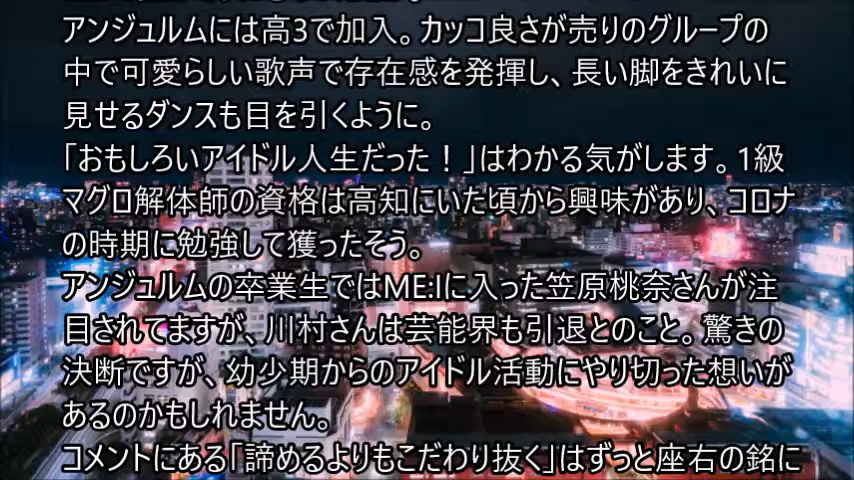 アンジュルムには高3で加入。カッコ良さが売りのグループの
中で可愛らしい歌声で存在感を発揮し、長い脚をきれいに
見せるダンスも目を引くように。
「おもしろいアイドル人生だった！」はわかる気がします。1級
マグロ解体師の資格は高知にいた頃から興味があり、コロナ
の時期に勉強して獲ったそう。
アンジュルムの卒業生ではME:Iに入った笠原桃奈さんが注
目されてますが、川村さんは芸能界も引退とのこと。驚きの
決断ですが、幼少期からのアイドル活動にやり切った想いが
あるのかもしれません。
コメントにある「諦めるよりもこだわり抜く」はずっと座右の銘に